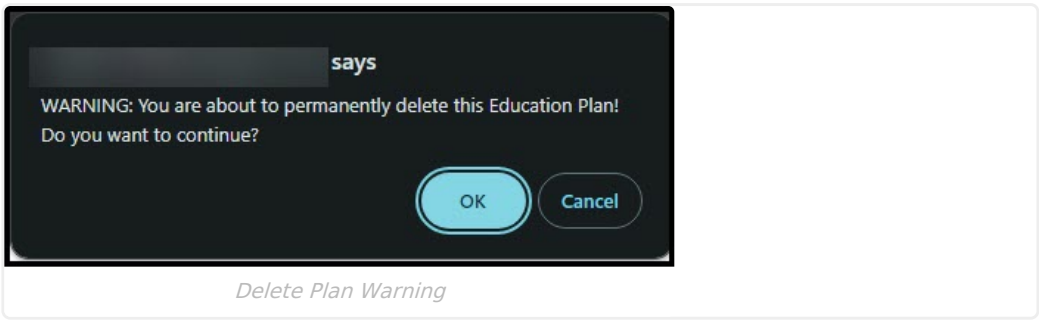 says
WARNING: You are about to permanently delete this Education Plan!
Do you want to continue?
OK
Cancel
Delete Plan Warning